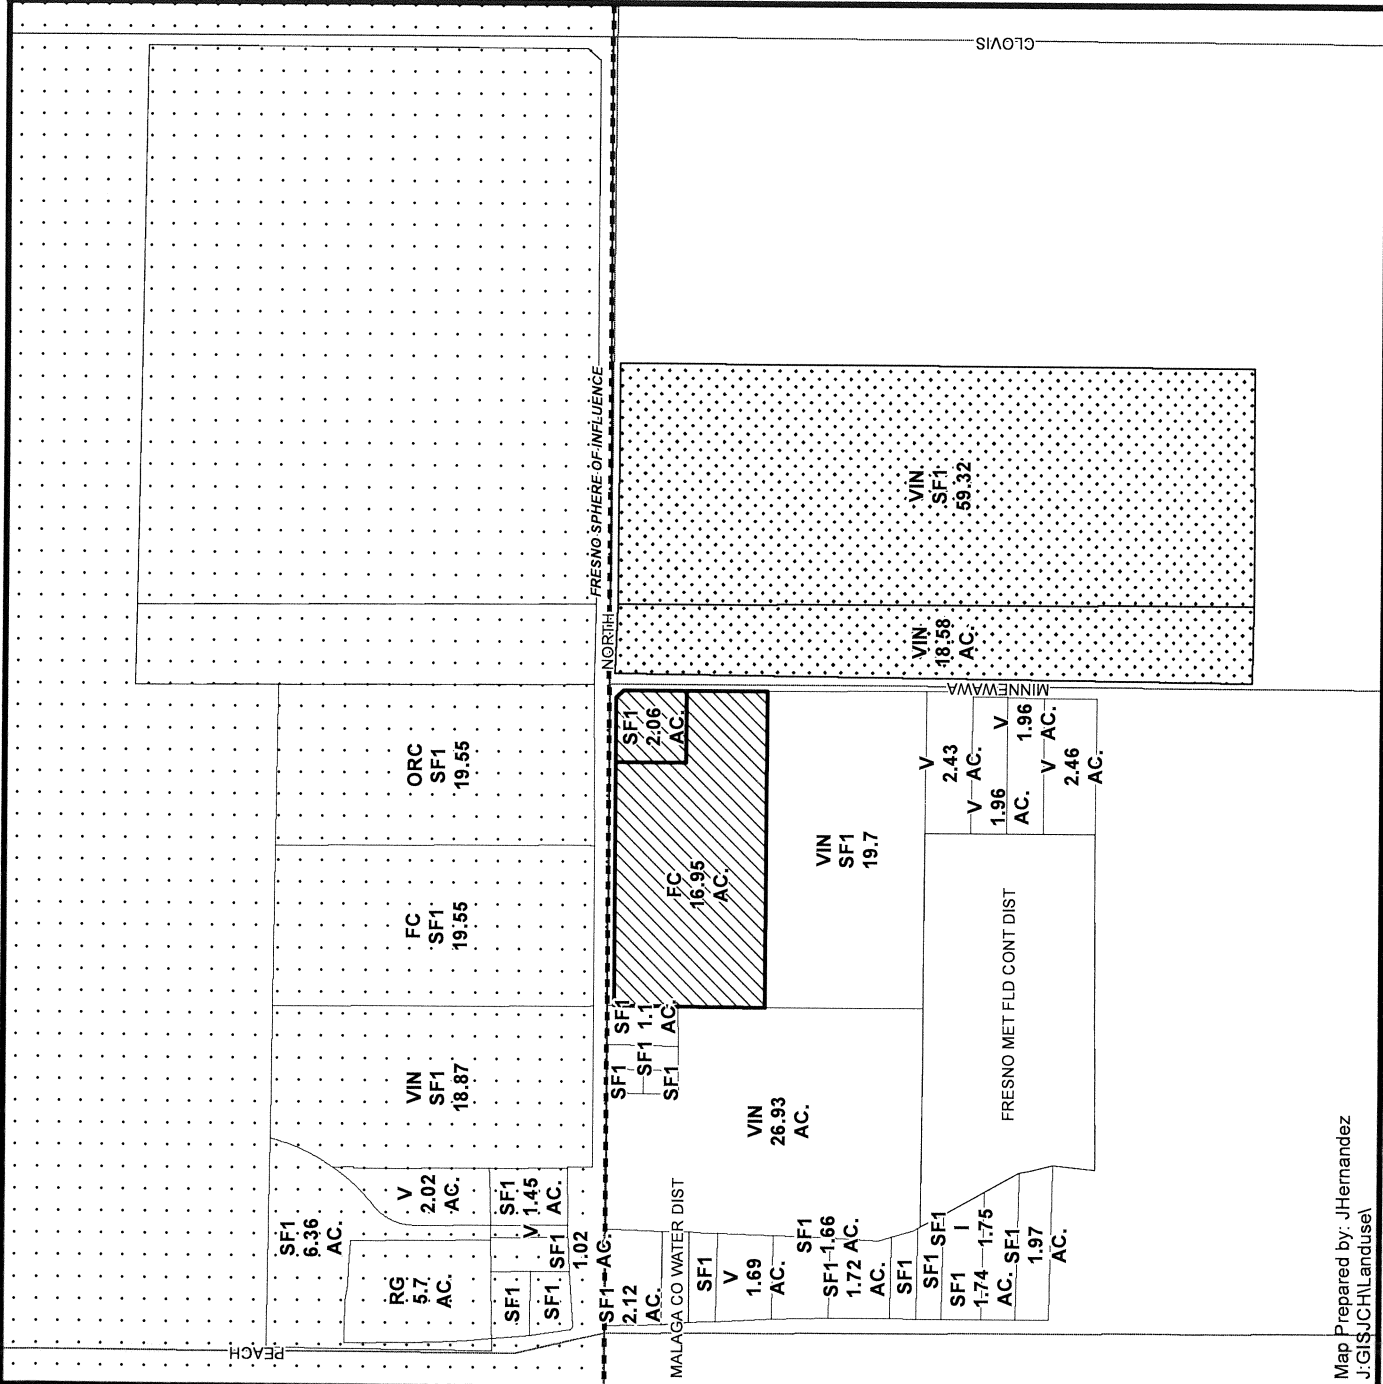 CLOVIS
FRESNO SPHERE OF INFLUENCE
NORTH
VIN
SF1
59.32
VIN
18.58
AC.
MINNEWAWA
ORC
SF1
19.55
FC
SF1
19.55
VIN
SF1
18.87
SF1
2.06
AC.
FC
16.95
AC.
VIN
SF1
19.7
V
2.43
AC.
V
1.96
AC.
V
1.96
AC.
V
2.46
AC.
FRESNO MET FLD CONT DIST
SF1
1.1
AC.
SF1
SF1
SF1
VIN
26.93
AC.
V
2.02
AC.
SF1
1.45
AC.
V
SF1
6.36
AC.
RG
5.7
AC.
SF1
1.02
AC.
SF1
SF1
SF1
2.12
AC.
MALAGA CO WATER DIST
SF1
V
1.69
AC.
SF1
1.66
AC.
SF1
1.72
AC.
SF1
SF1
SF1
I
1.75
SF1
1.74
AC.
SF1
1.97
AC.
PEACH
Map Prepared by: JHernandez
J:GISJCH\Landuse\